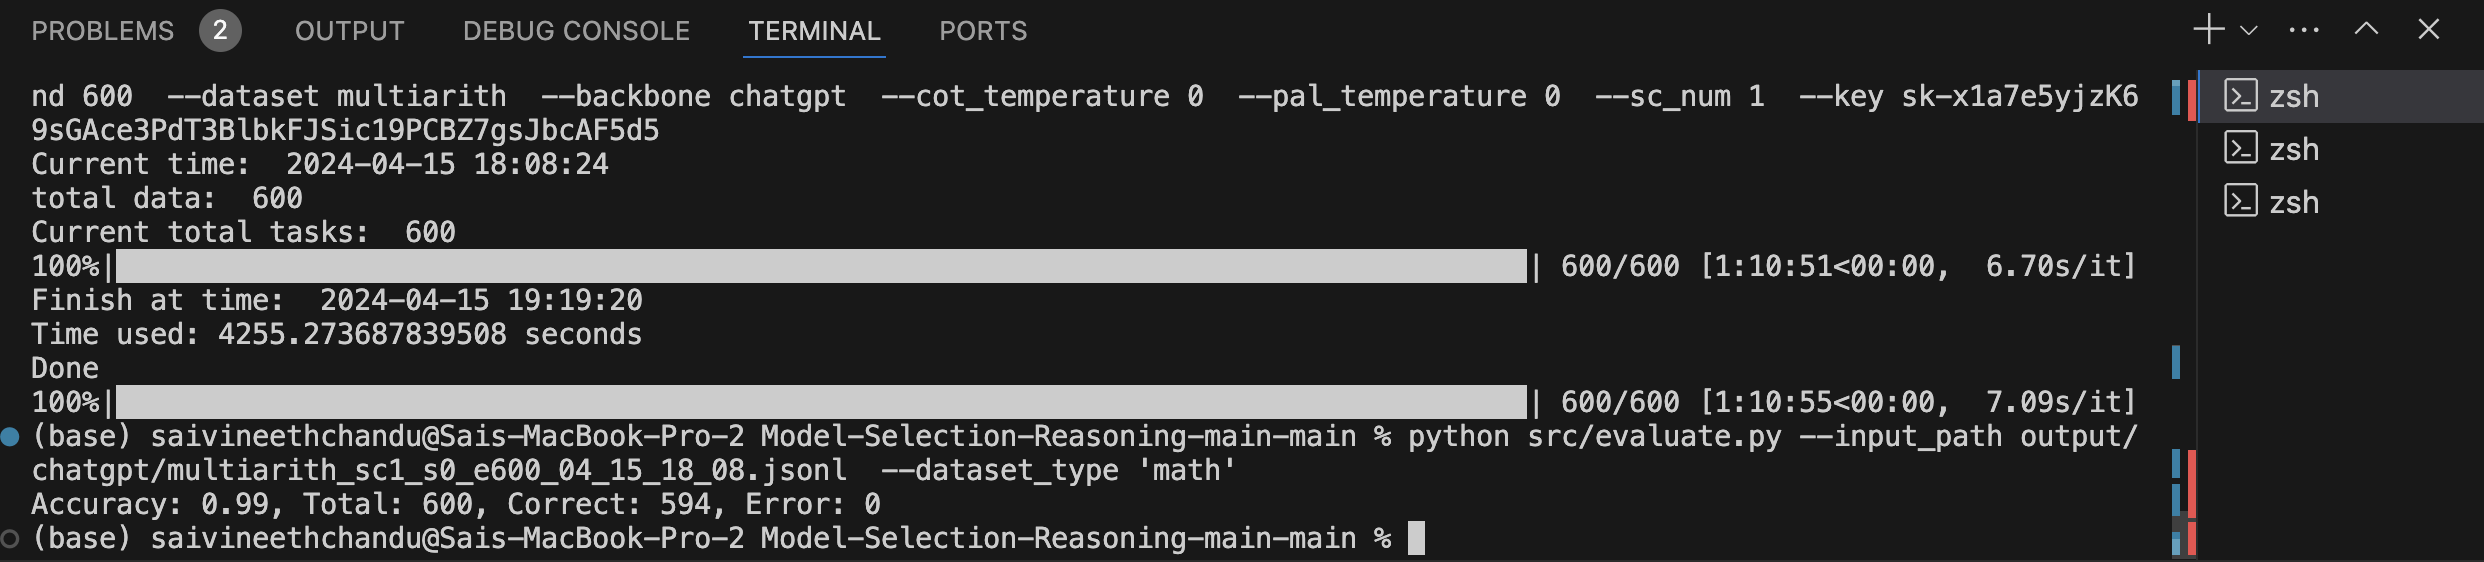 PROBLEMS 2 OUTPUT DEBUG CONSOLE TERMINAL PORTS
nd 600 --dataset multiarith --backbone chatgpt --cot_temperature 0 --pal_temperature 0 --sc_num 1 --key sk-x1a7e5yjzK6
9sGAce3PdT3BlbkFJSic19PCBZ7gsJbcAF5d5
Current time: 2024-04-15 18:08:24
total data: 600
Current total tasks: 600
100%| | 600/600 [1:10:51<00:00, 6.70s/it]
Finish at time: 2024-04-15 19:19:20
Time used: 4255.273687839508 seconds
Done
100%| | 600/600 [1:10:55<00:00, 7.09s/it]
(base) saivineethchandu@Sais-MacBook-Pro-2 Model-Selection-Reasoning-main-main % python src/evaluate.py --input_path output/
chatgpt/multiarith_sc1_s0_e600_04_15_18_08.jsonl --dataset_type 'math'
Accuracy: 0.99, Total: 600, Correct: 594, Error: 0
(base) saivineethchandu@Sais-MacBook-Pro-2 Model-Selection-Reasoning-main-main %
zsh
zsh
zsh